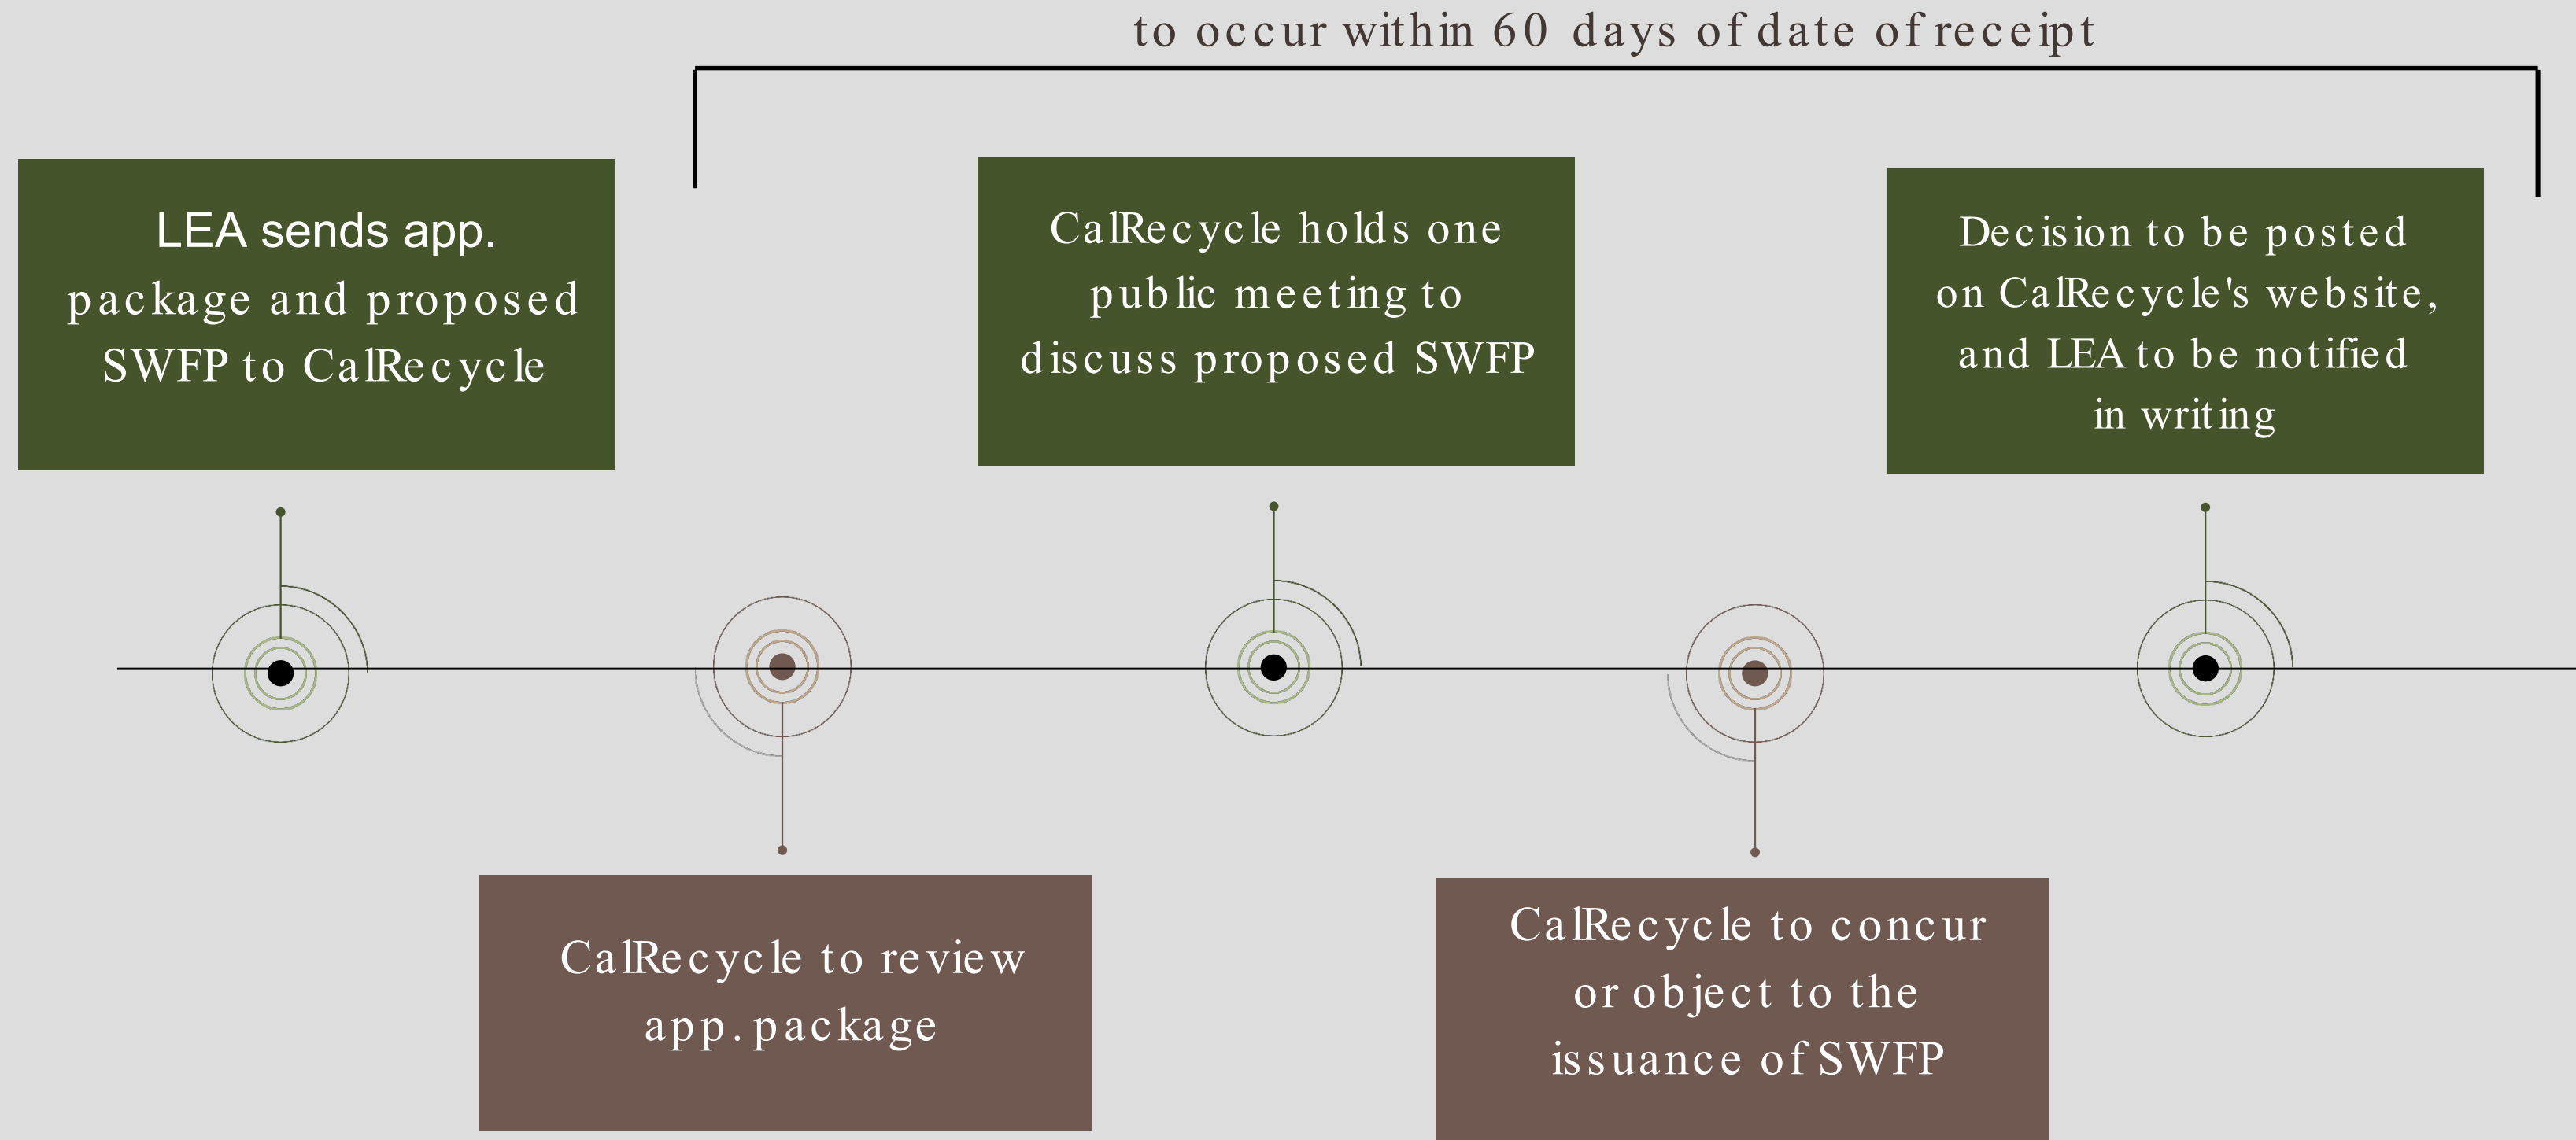 to occur within 60 days of date of receipt
LEA sends app.
package and proposed
SWFP to CalRecycle
CalRecycle to review
app. package
CalRecycle holds one
public meeting to
discuss proposed SWFP
CalRecycle to concur
or object to the
issuance of SWFP
Decision to be posted
on CalRecycle's website,
and LEA to be notified
in writing